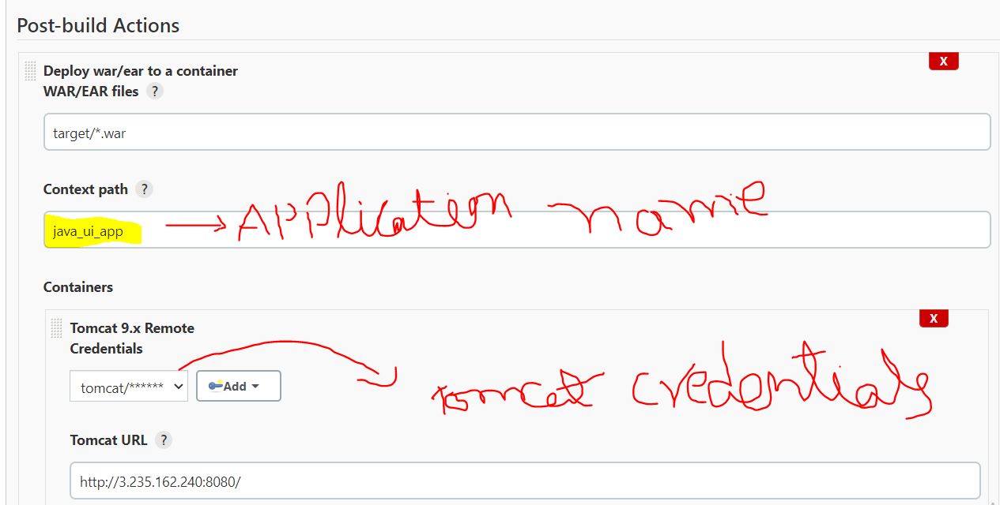 Post-build Actions
X
Deploy war/ear to a container
WAR/EAR files ?
target/*.war
Context path ?
java_ui_app
Application name
Containers
X
Tomcat 9.x Remote
Credentials
tomcat/****** Add
tomcat credentials
Tomcat URL ?
http://3.235.162.240:8080/